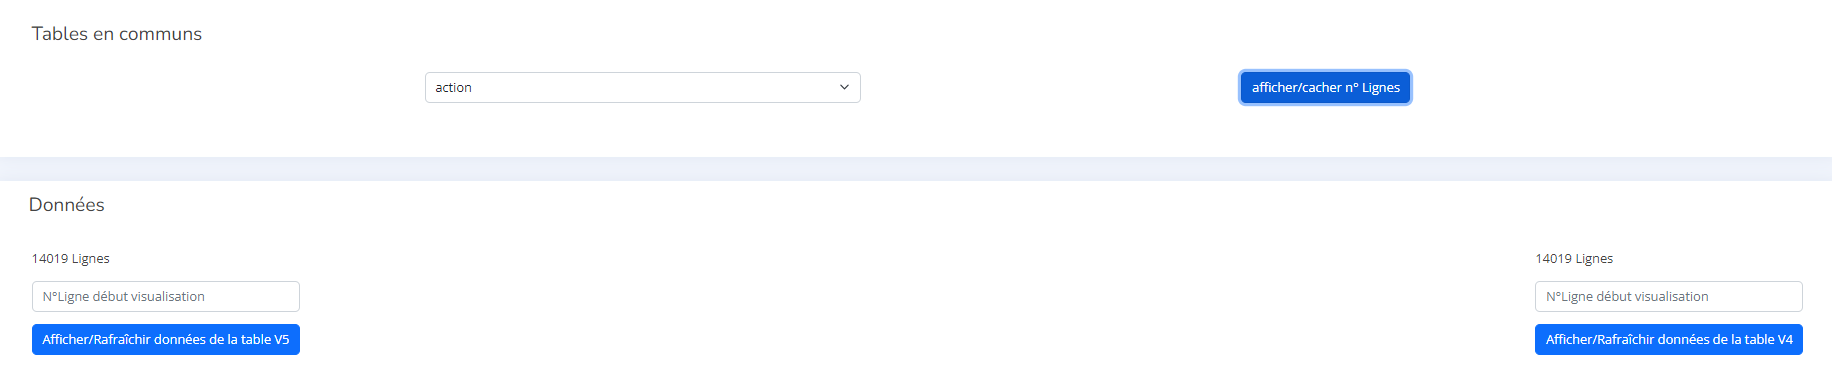 Tables en communs
action
afficher/cacher n° Lignes
Données
14019 Lignes
N°Ligne début visualisation
Afficher/Rafraîchir données de la table V5
14019 Lignes
N°Ligne début visualisation
Afficher/Rafraîchir données de la table V4